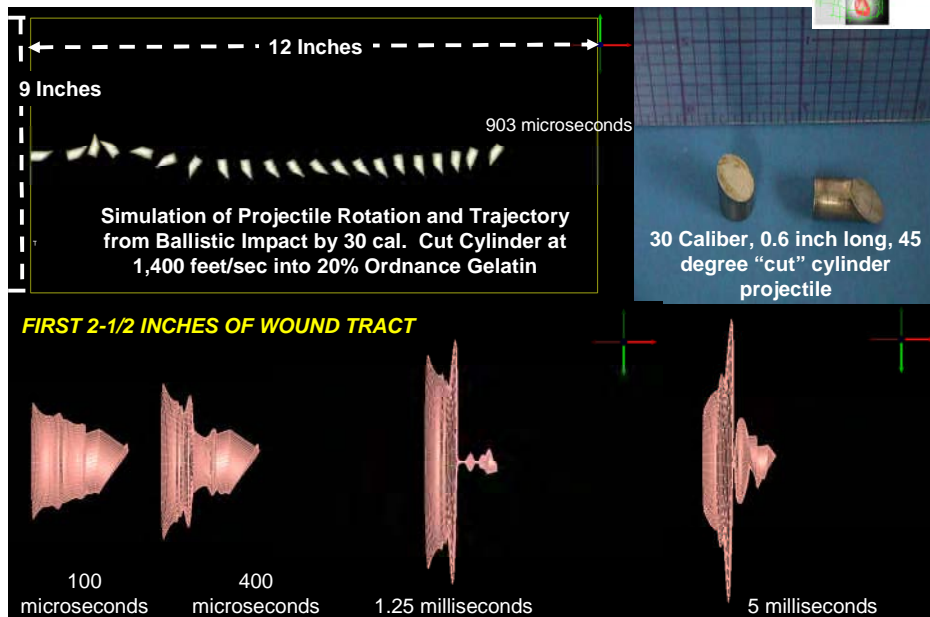 12 Inches
9 Inches
903 microseconds
Simulation of Projectile Rotation and Trajectory
from Ballistic Impact by 30 cal. Cut Cylinder at
1,400 feet/sec into 20% Ordnance Gelatin
30 Caliber, 0.6 inch long, 45
degree “cut” cylinder
projectile
FIRST 2-1/2 INCHES OF WOUND TRACT
100
microseconds
400
microseconds
1.25 milliseconds
5 milliseconds